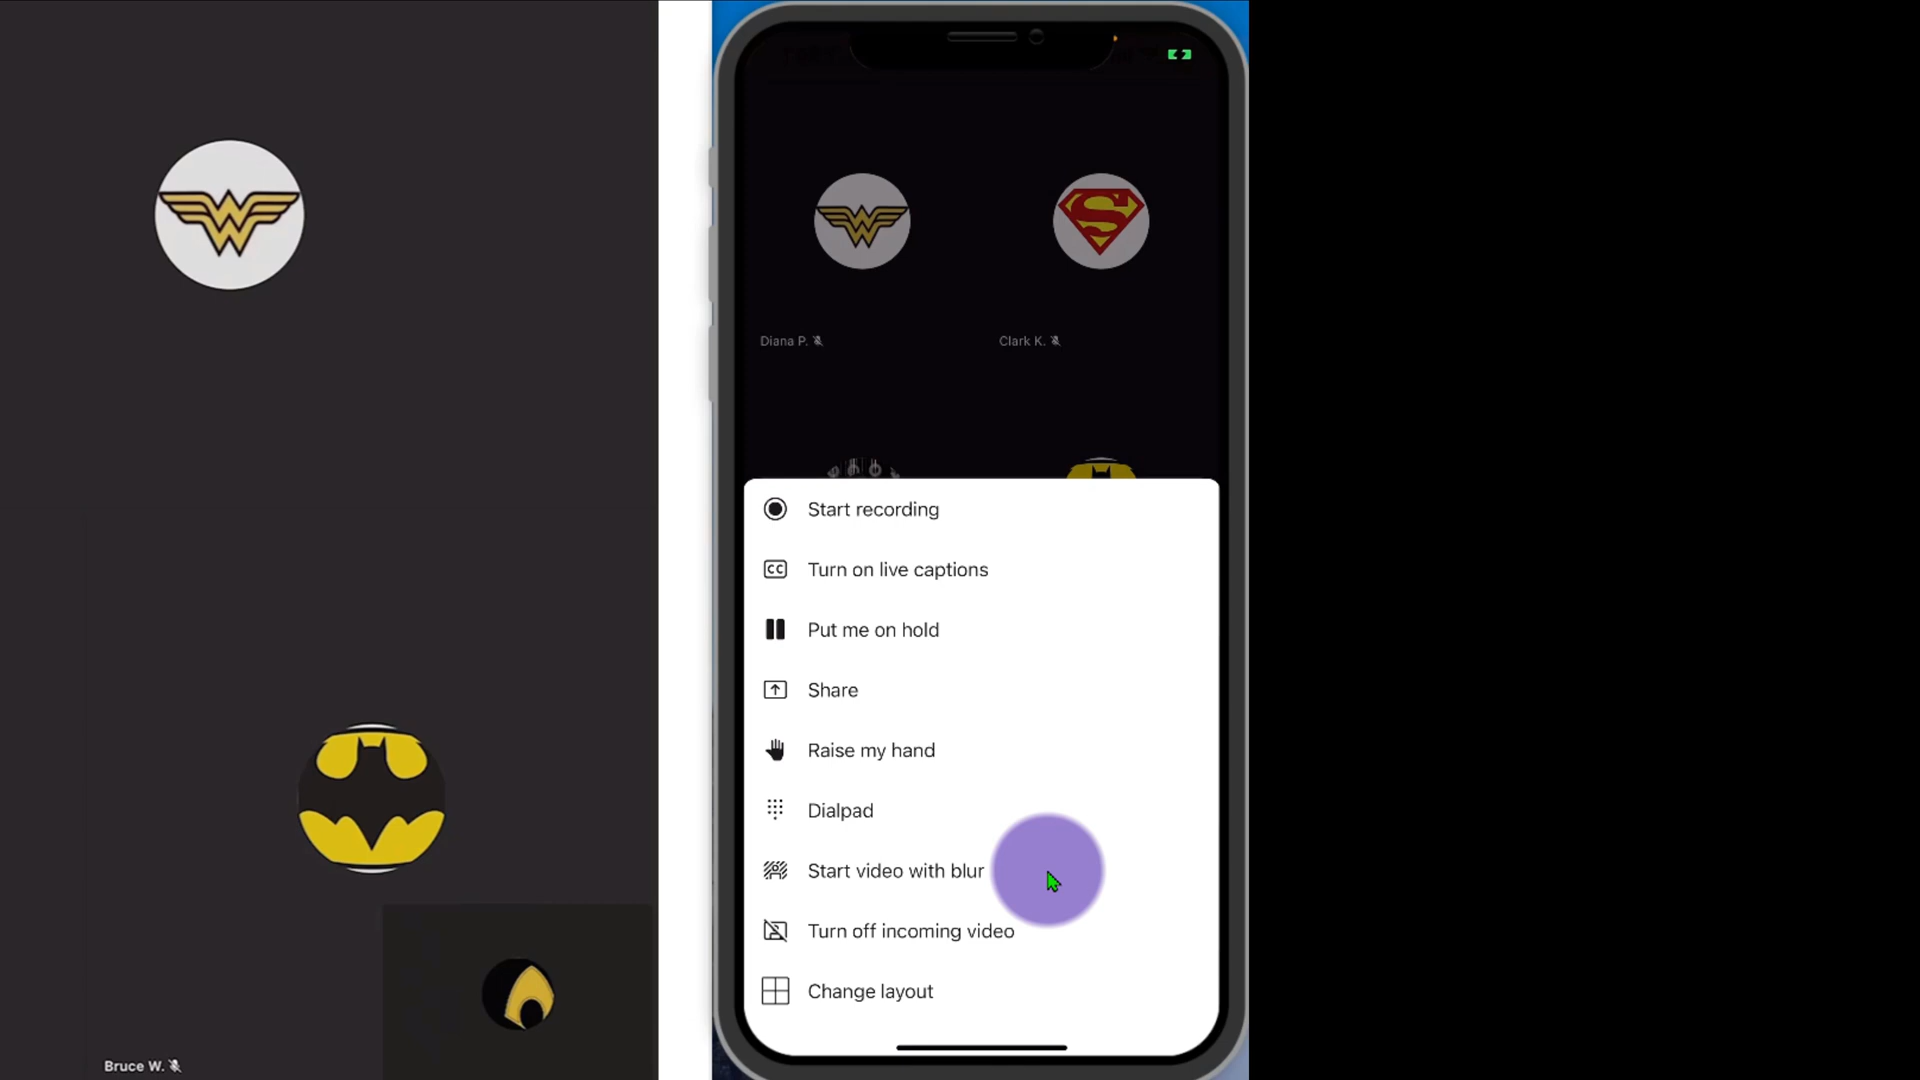 Diana P.
Clark K.
Start recording
CC
Turn on live captions
Put me on hold
Share
Raise my hand
Dialpad
Start video with blur
Turn off incoming video
Change layout
Bruce W.